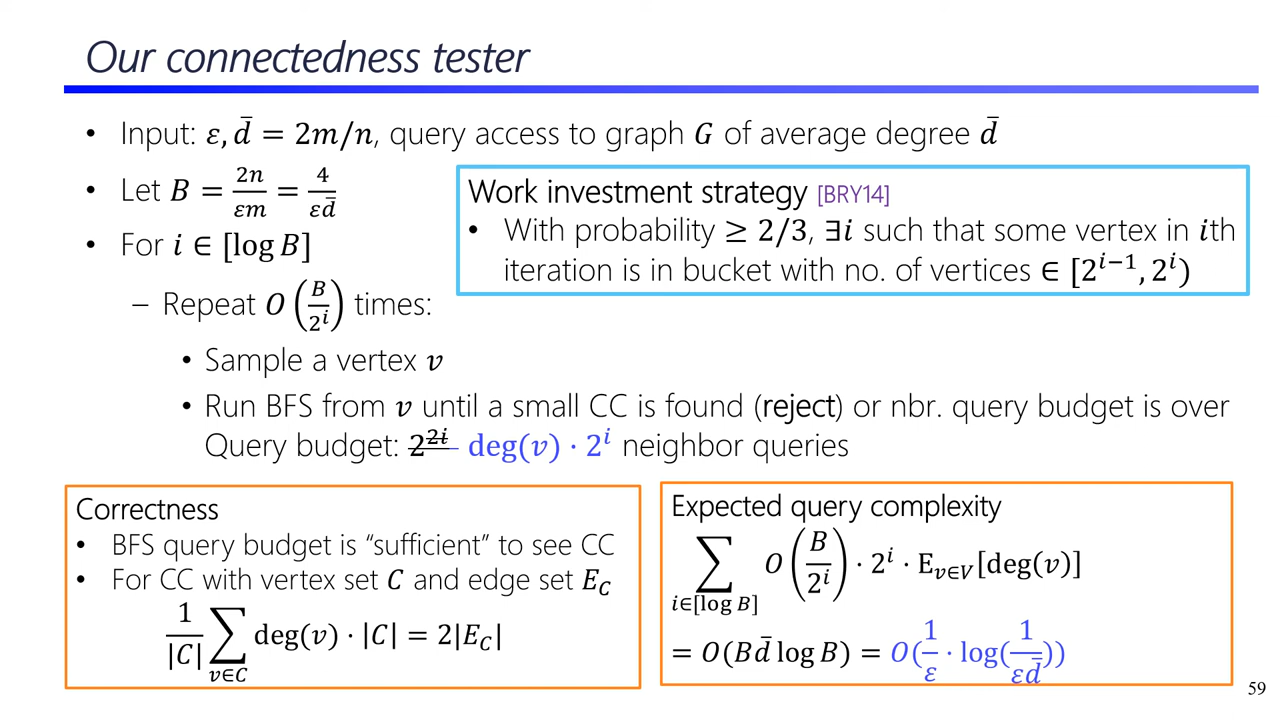 Our connectedness tester
• Input: ε, d̄ = 2m/n, query access to graph G of average degree d̄
• Let B = 2n/εm = 4/εd̄
• For i ∈ [log B]
– Repeat O(B/2^i) times:
• Sample a vertex v
• Run BFS from v until a small CC is found (reject) or nbr. query budget is over
Query budget: ~~2^{2i}~~ deg(v) · 2^i neighbor queries
Work investment strategy [BRY14]
• With probability ≥ 2/3, ∃i such that some vertex in ith
iteration is in bucket with no. of vertices ∈ [2^{i−1}, 2^i)
Correctness
• BFS query budget is “sufficient” to see CC
• For CC with vertex set C and edge set E_C
1/|C| ∑_{v∈C} deg(v) · |C| = 2|E_C|
Expected query complexity
∑_{i∈[log B]} O(B/2^i) · 2^i · E_{v∈V}[deg(v)]
= O(Bd̄ log B) = O(1/ε · log(1/εd̄))
59